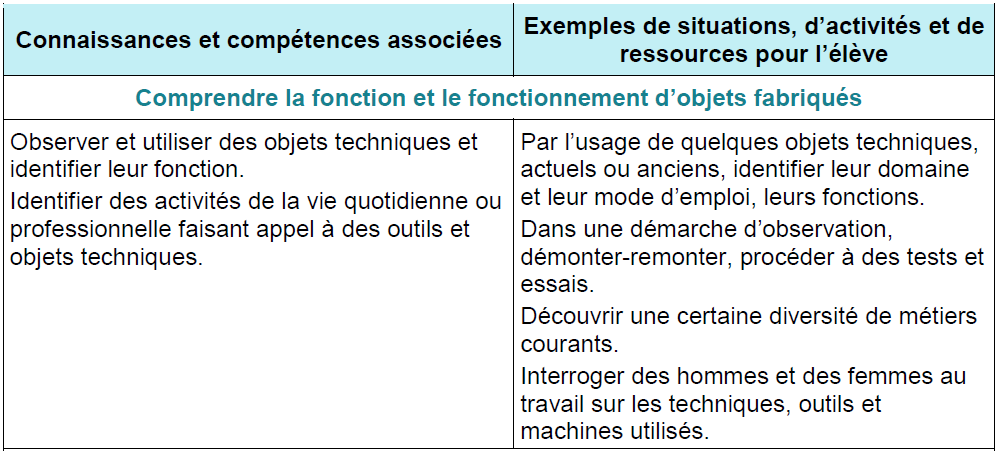 Connaissances et compétences associées
Exemples de situations, d’activités et de
ressources pour l’élève
Comprendre la fonction et le fonctionnement d’objets fabriqués
Observer et utiliser des objets techniques et
identifier leur fonction.
Identifier des activités de la vie quotidienne ou
professionnelle faisant appel à des outils et
objets techniques.
Par l’usage de quelques objets techniques,
actuels ou anciens, identifier leur domaine
et leur mode d’emploi, leurs fonctions.
Dans une démarche d’observation,
démonter-remonter, procéder à des tests et
essais.
Découvrir une certaine diversité de métiers
courants.
Interroger des hommes et des femmes au
travail sur les techniques, outils et
machines utilisés.